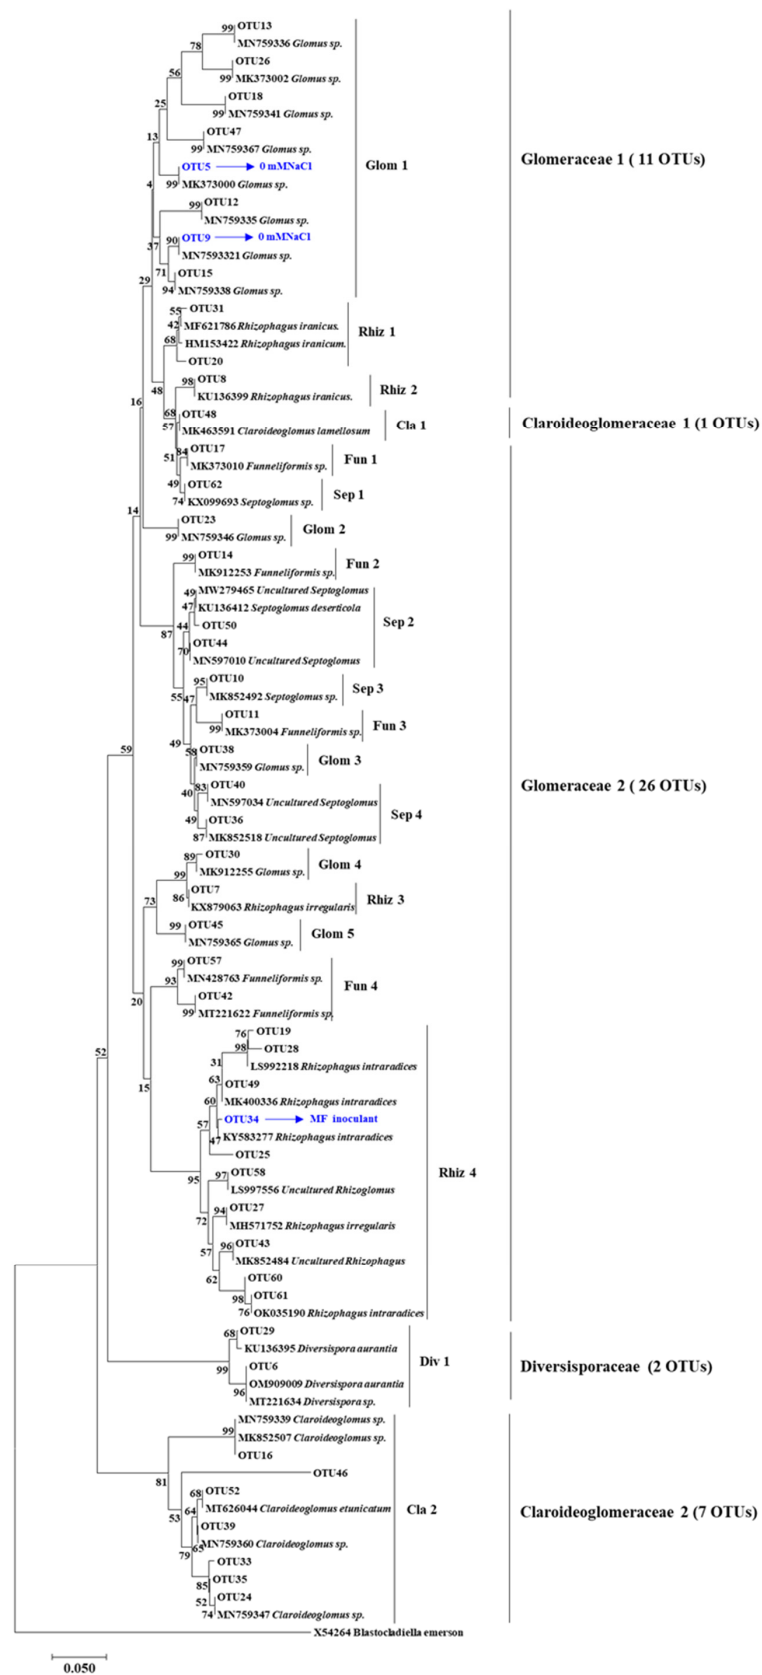 99 OTU13
78 MN759336 Glomus sp.
OTU26
56 99 MK373002 Glomus sp.
25 OTU18
99 MN759341 Glomus sp.
13 OTU47
99 MN759367 Glomus sp.
OTU5 0 mMNaCl Glom 1 Glomeraceae 1 ( 11 OTUs)
4 99 MK373000 Glomus sp.
99 OTU12
MN759335 Glomus sp.
37 90 OTU9 0 mMNaCl
MN7593321 Glomus sp.
71 OTU15
29 94 MN759338 Glomus sp.
55 OTU31
42 MF621786 Rhizophagus iranicus. Rhiz 1
68 HM153422 Rhizophagus iranicum.
OTU20
48 98 OTU8
16 KU136399 Rhizophagus iranicus. Rhiz 2
68 OTU48
57 MK463591 Claroideoglomus lamellosum Cla 1 Claroideoglomeraceae 1 (1 OTUs)
84 OTU17
51 MK373010 Funneliformis sp. Fun 1
49 OTU62
74 KX099693 Septoglomus sp. Sep 1
14 OTU23
99 MN759346 Glomus sp. Glom 2
99 OTU14
MK912253 Funneliformis sp. Fun 2
49 MW279465 Uncultured Septoglomus
47 KU136412 Septoglomus deserticola
44 OTU50 Sep 2
87 70 OTU44
MN597010 Uncultured Septoglomus
95 OTU10
55 47 MK852492 Septoglomus sp. Sep 3
OTU11
99 MK373004 Funneliformis sp. Fun 3
49 58 OTU38
59 MN759359 Glomus sp. Glom 3
40 83 OTU40 Glomeraceae 2 ( 26 OTUs)
MN597034 Uncultured Septoglomus
49 OTU36 Sep 4
87 MK852518 Uncultured Septoglomus
89 OTU30
99 MK912255 Glomus sp. Glom 4
OTU7
73 86 KX879063 Rhizophagus irregularis Rhiz 3
99 OTU45
MN759365 Glomus sp. Glom 5
99 OTU57
93 MN428763 Funneliformis sp. Fun 4
20 OTU42
99 MT221622 Funneliformis sp.
76 OTU19
52 98 OTU28
31 LS992218 Rhizophagus intraradices
63 OTU49
15 60 MK400336 Rhizophagus intraradices
57 OTU34 MF inoculant
47 KY583277 Rhizophagus intraradices
OTU25
95 97 OTU58 Rhiz 4
LS997556 Uncultured Rhizoglomus
72 94 OTU27
MH571752 Rhizophagus irregularis
57 96 OTU43
MK852484 Uncultured Rhizophagus
62 OTU60
98 OTU61
76 OK035190 Rhizophagus intraradices
68 OTU29
KU136395 Diversispora aurantia
99 OTU6 Div 1 Diversisporaceae (2 OTUs)
96 OM909009 Diversispora aurantia
MT221634 Diversispora sp.
MN759339 Claroideoglomus sp.
99 MK852507 Claroideoglomus sp.
OTU16
81 OTU46
68 OTU52
53 64 MT626044 Claroideoglomus etunicatum Cla 2 Claroideoglomeraceae 2 (7 OTUs)
OTU39
79 65 MN759360 Claroideoglomus sp.
OTU33
85 OTU35
52 OTU24
74 MN759347 Claroideoglomus sp.
X54264 Blastocladiella emerson
0.050